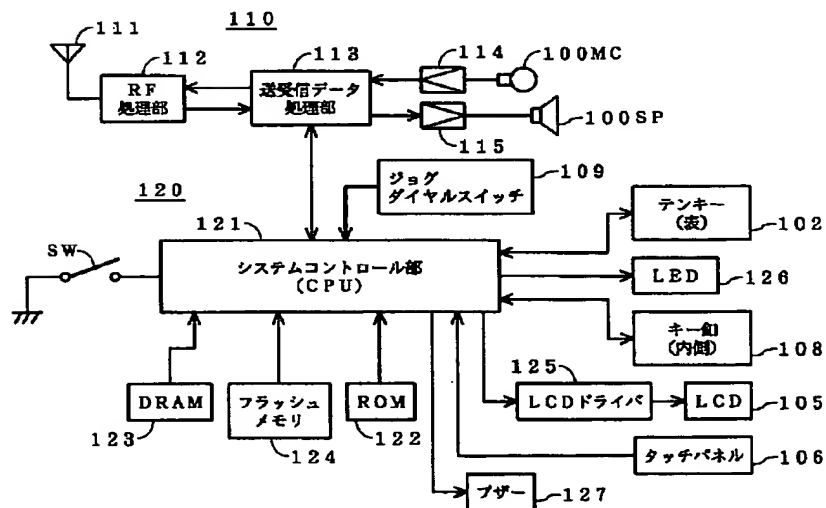 111
110
112
113
114
100MC
RF
処理部
送受信データ
処理部
115
100SP
120
ジョグ
ダイヤルスイッチ
109
121
SW
システムコントロール部
(CPU)
テンキー
(表)
102
LED
126
キー釦
(内側)
108
DRAM
123
フラッシュ
メモリ
124
ROM
122
125
LCDドライバ
LCD
105
タッチパネル
106
ブザー
127